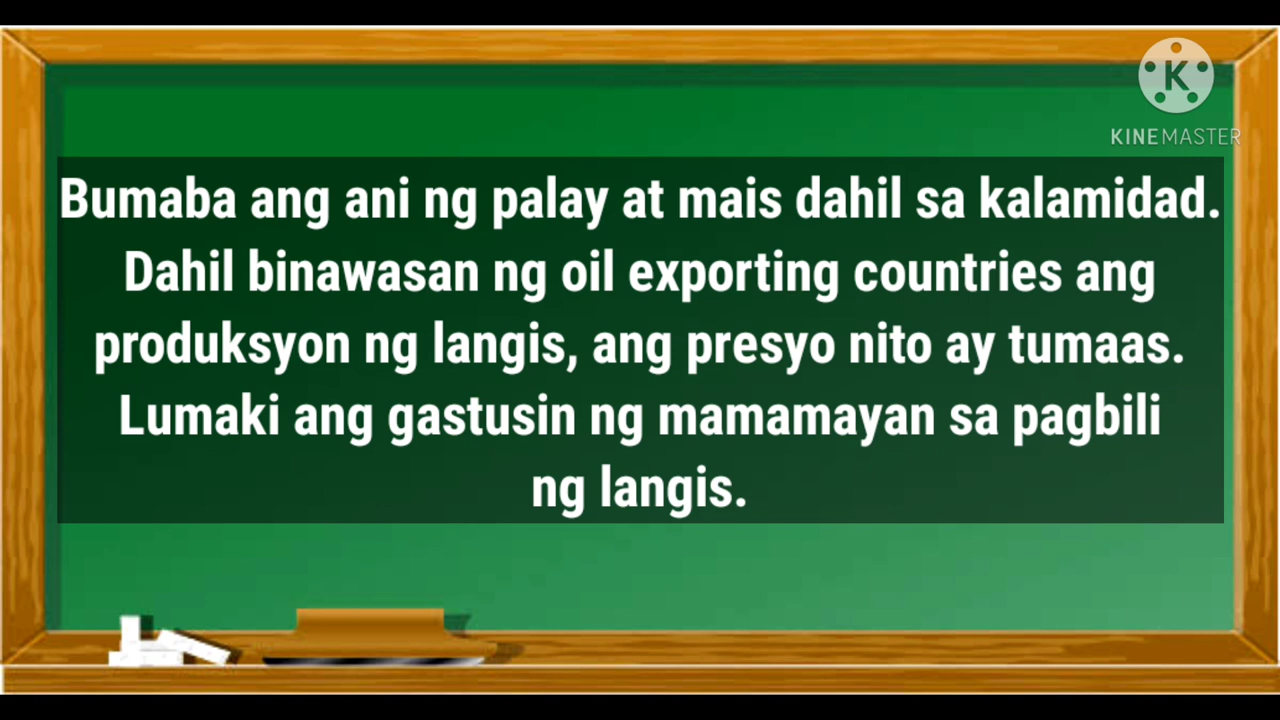 K
KINEMASTER
Bumaba ang ani ng palay at mais dahil sa kalamidad.
Dahil binawasan ng oil exporting countries ang
produksyon ng langis, ang presyo nito ay tumaas.
Lumaki ang gastusin ng mamamayan sa pagbili
ng langis.